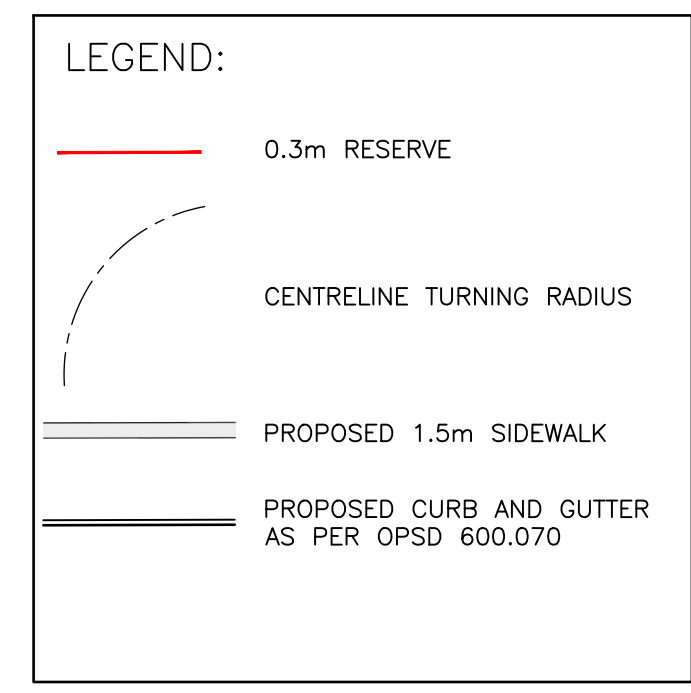 LEGEND:
0.3m RESERVE
CENTRELINE TURNING RADIUS
PROPOSED 1.5m SIDEWALK
PROPOSED CURB AND GUTTER
AS PER OPSD 600.070